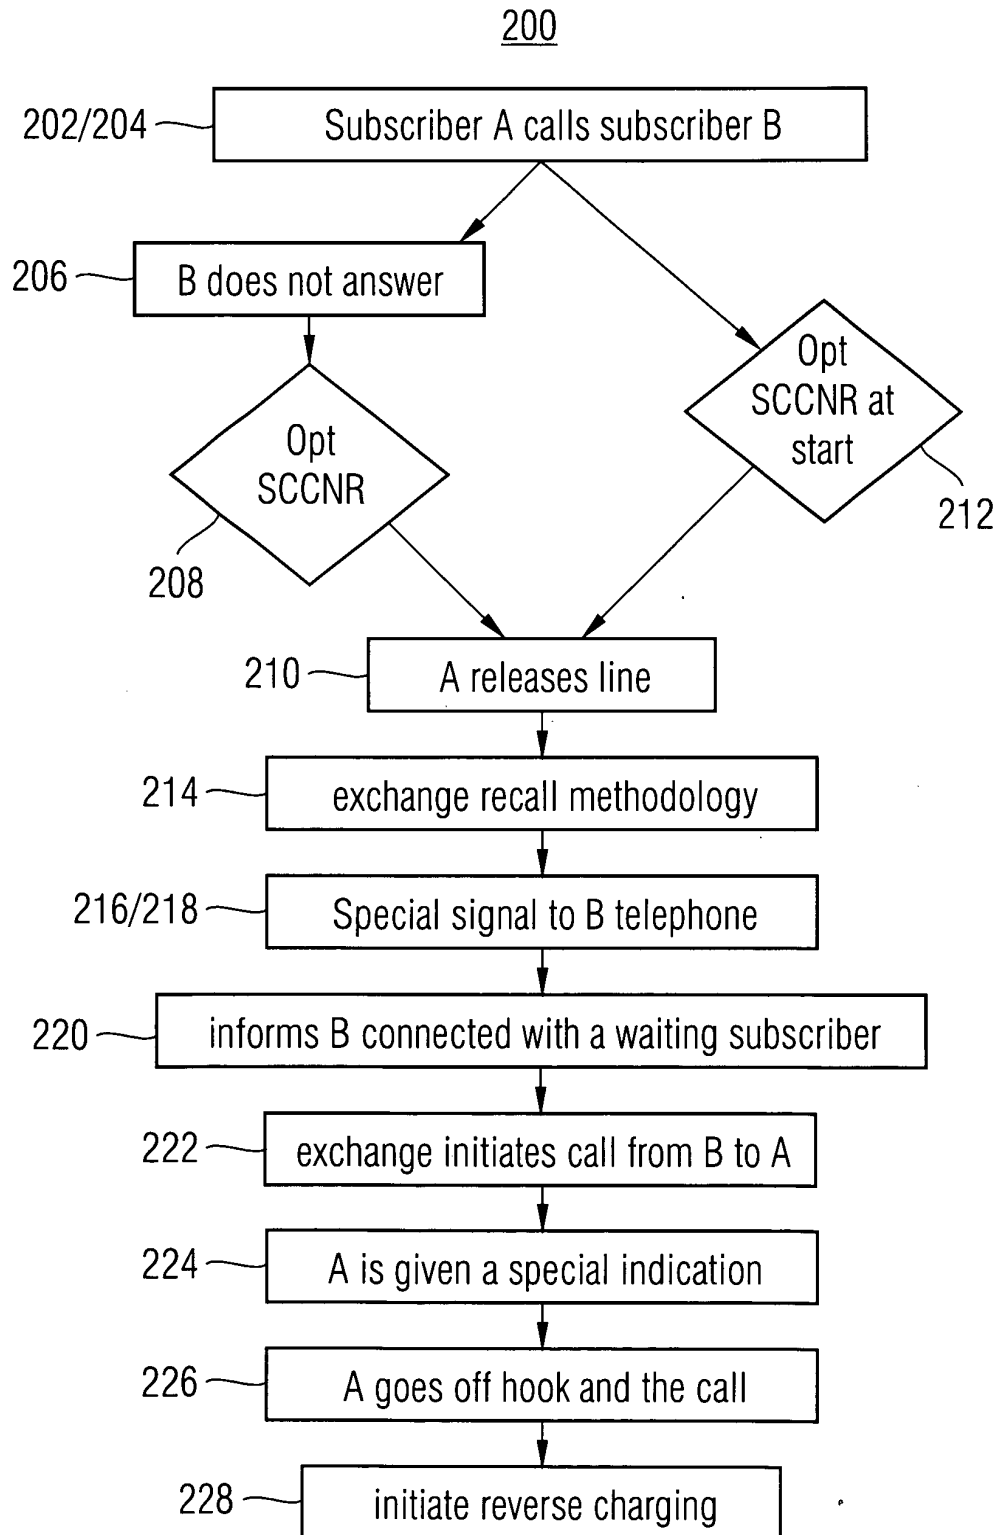 200
202/204
Subscriber A calls subscriber B
206
B does not answer
Opt
SCCNR
208
Opt
SCCNR at
start
212
210
A releases line
214
exchange recall methodology
216/218
Special signal to B telephone
220
informs B connected with a waiting subscriber
222
exchange initiates call from B to A
224
A is given a special indication
226
A goes off hook and the call
228
initiate reverse charging